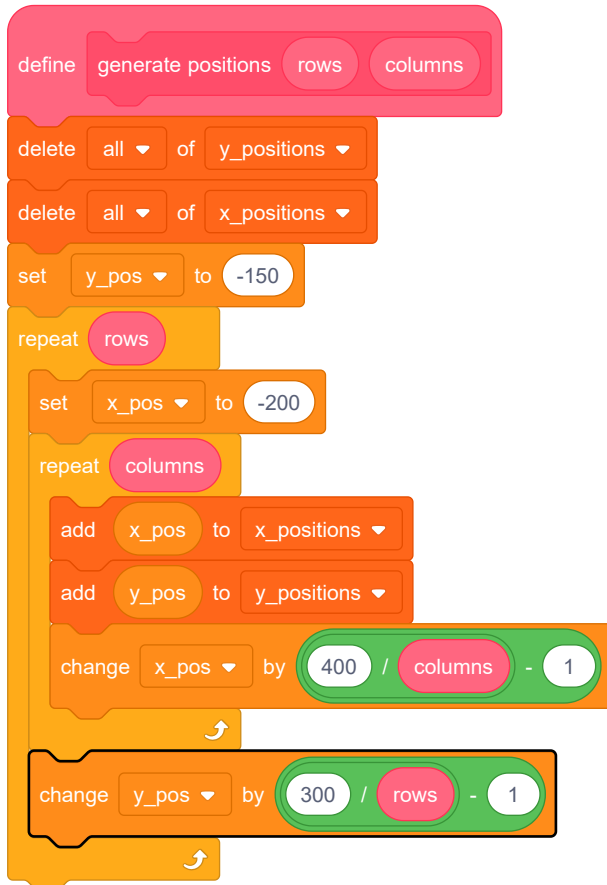 define generate positions rows columns
delete all of y_positions
delete all of x_positions
set y_pos to -150
repeat rows
set x_pos to -200
repeat columns
add x_pos to x_positions
add y_pos to y_positions
change x_pos by 400 / columns - 1
change y_pos by 300 / rows - 1